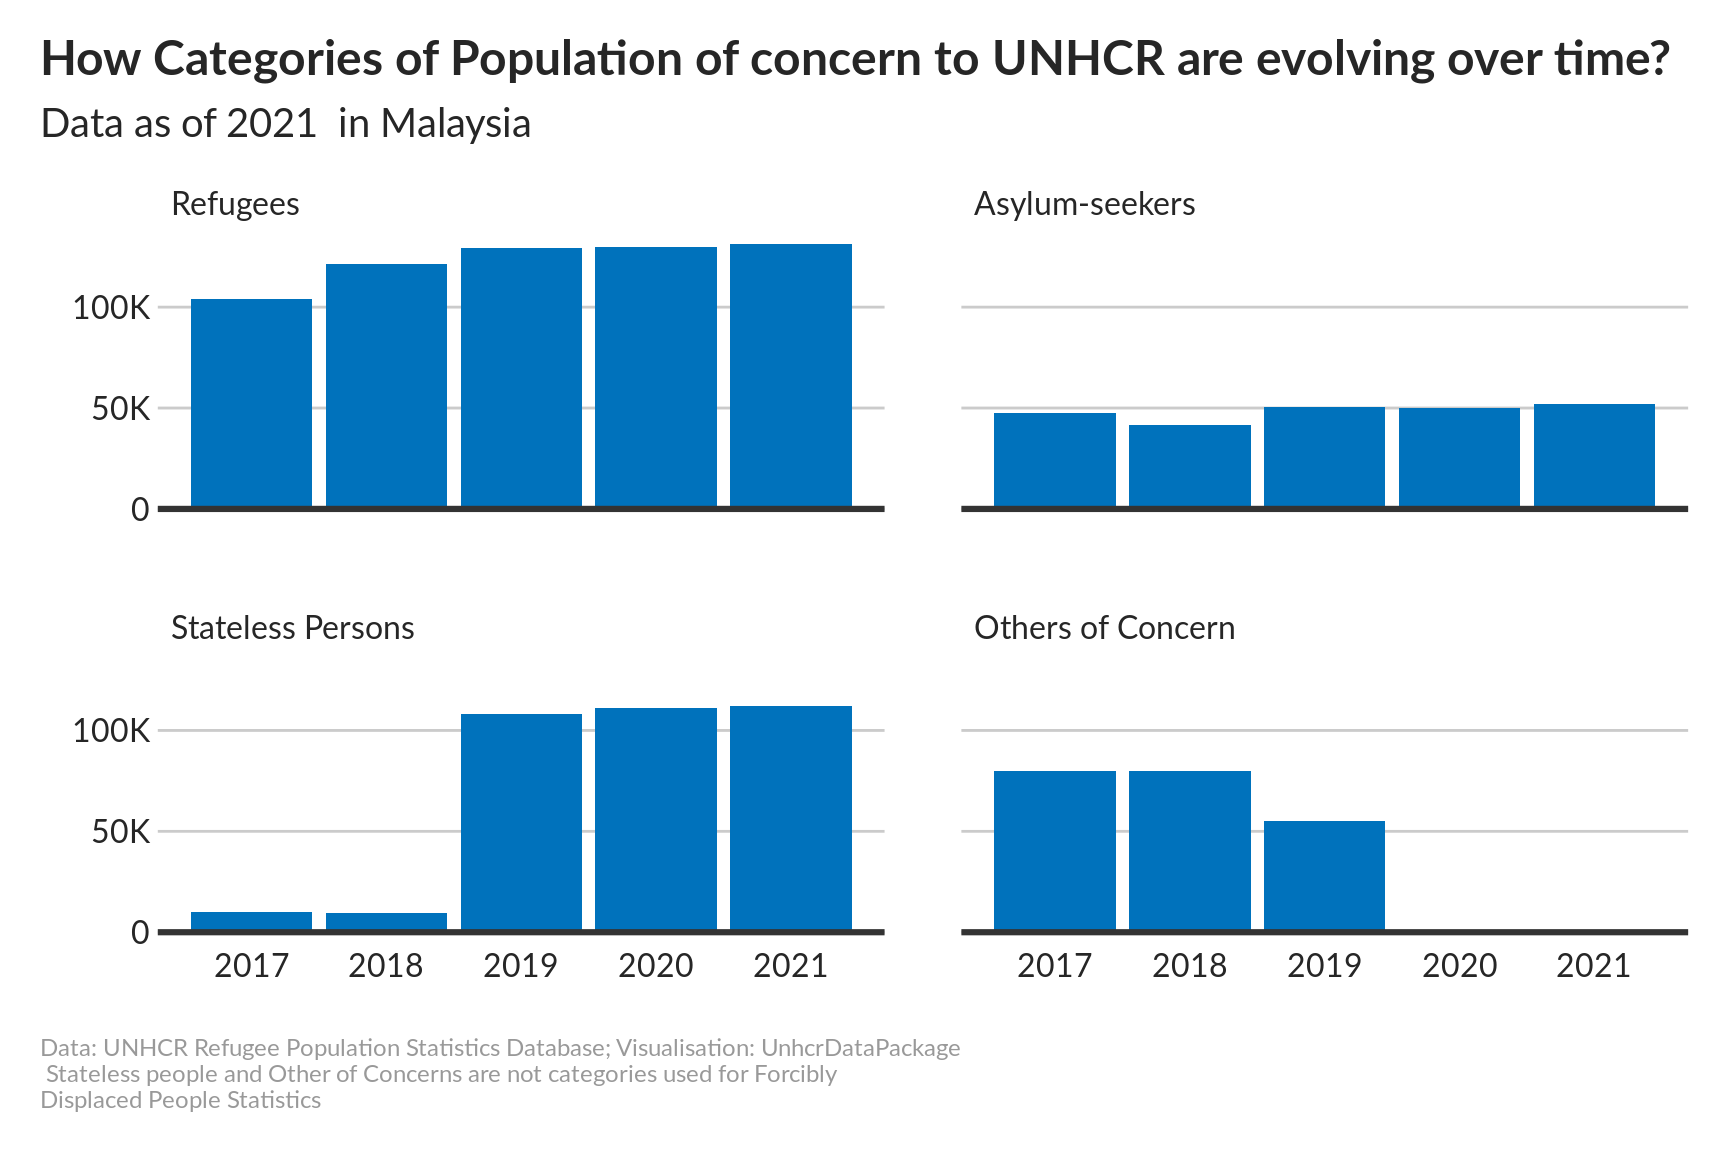 How Categories of Population of concern to UNHCR are evolving over time?
Data as of 2021  in Malaysia
Refugees
100K
50K
0
Asylum-seekers
Stateless Persons
100K
50K
0
2017 2018 2019 2020 2021
Others of Concern
2017 2018 2019 2020 2021
Data: UNHCR Refugee Population Statistics Database; Visualisation: UnhcrDataPackage
Stateless people and Other of Concerns are not categories used for Forcibly
Displaced People Statistics